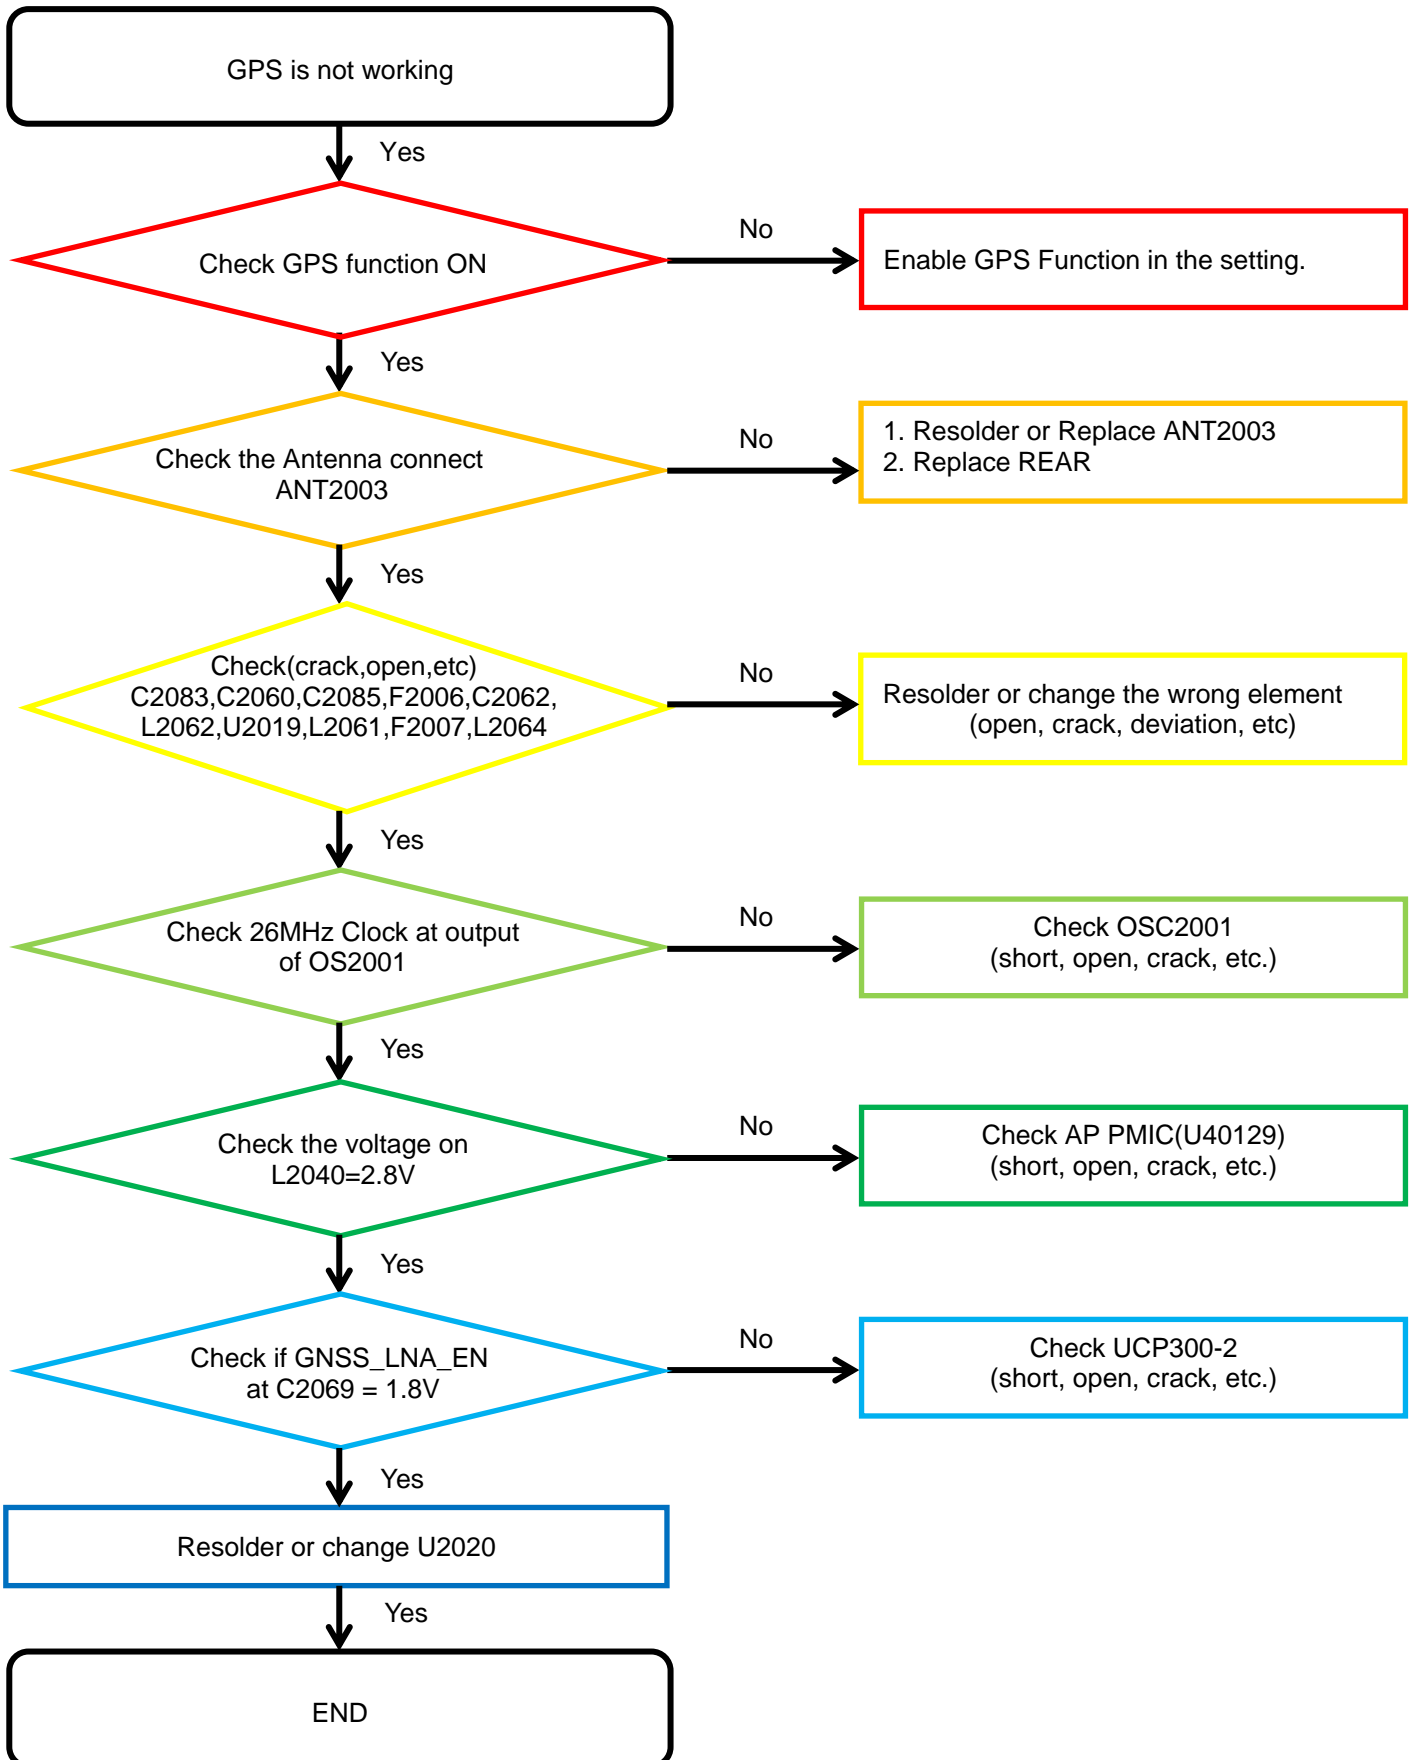 GPS is not working
Yes
Check GPS function ON
No
Enable GPS Function in the setting.
Yes
Check the Antenna connect
ANT2003
No
1. Resolder or Replace ANT2003
2. Replace REAR
Yes
Check(crack,open,etc)
C2083,C2060,C2085,F2006,C2062,
L2062,U2019,L2061,F2007,L2064
No
Resolder or change the wrong element
(open, crack, deviation, etc)
Yes
Check 26MHz Clock at output
of OS2001
No
Check OSC2001
(short, open, crack, etc.)
Yes
Check the voltage on
L2040=2.8V
No
Check AP PMIC(U40129)
(short, open, crack, etc.)
Yes
Check if GNSS_LNA_EN
at C2069 = 1.8V
No
Check UCP300-2
(short, open, crack, etc.)
Yes
Resolder or change U2020
Yes
END